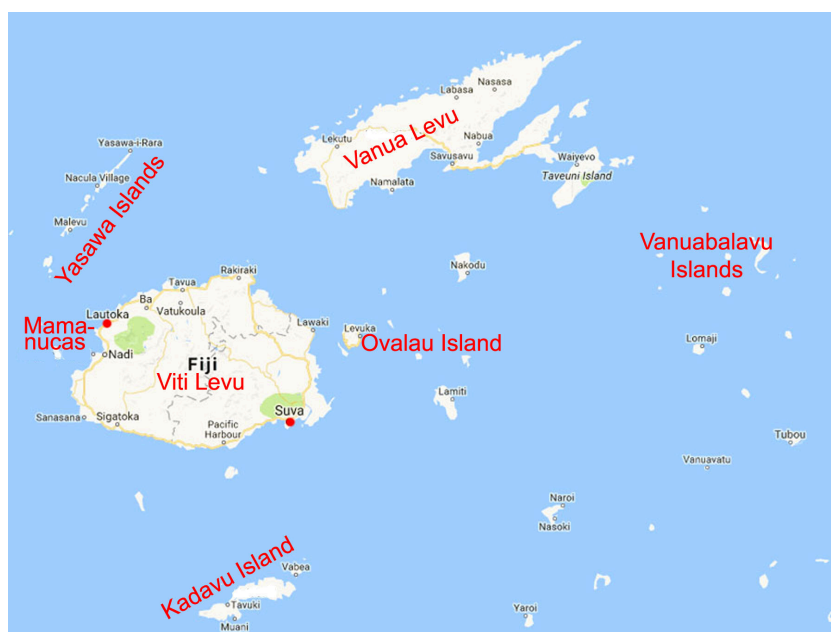 Nasasa
Labasa
Vanua Levu
Lekutu
Nabua
Yasawa-i-Rara
Savusavu
Waiyevo
Taveuni Island
Nacula Village
Namalata
Malevu
Yasawa Islands
Vanuabalavu
Islands
Nakodu
Rakiraki
Tavua
Ba
Vatukoula
Lautoka
Mama-
nucas
Lawaki
Levuka
Ovalau Island
Lomaji
Nadi
Fiji
Viti Levu
Lamiti
Suva
Sanasana
Sigatoka
Pacific
Harbour
Tubou
Vanuavatu
Naroi
Nasoki
Kadavu Island
Vabea
Tavuki
Muani
Yaroi